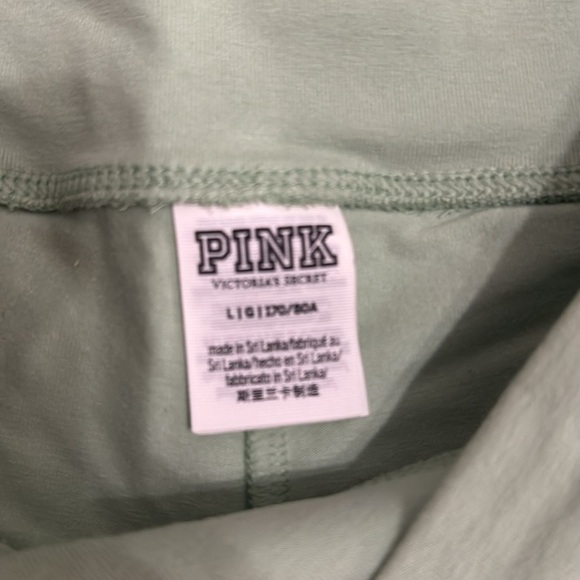 PINK
VICTORIA'S SECRET
L|G|170/80A
made in Sri Lanka/fabriqué au
Sri Lanka/hecho en Sri Lanka/
fabbricato in Sri Lanka/
斯里兰卡制造